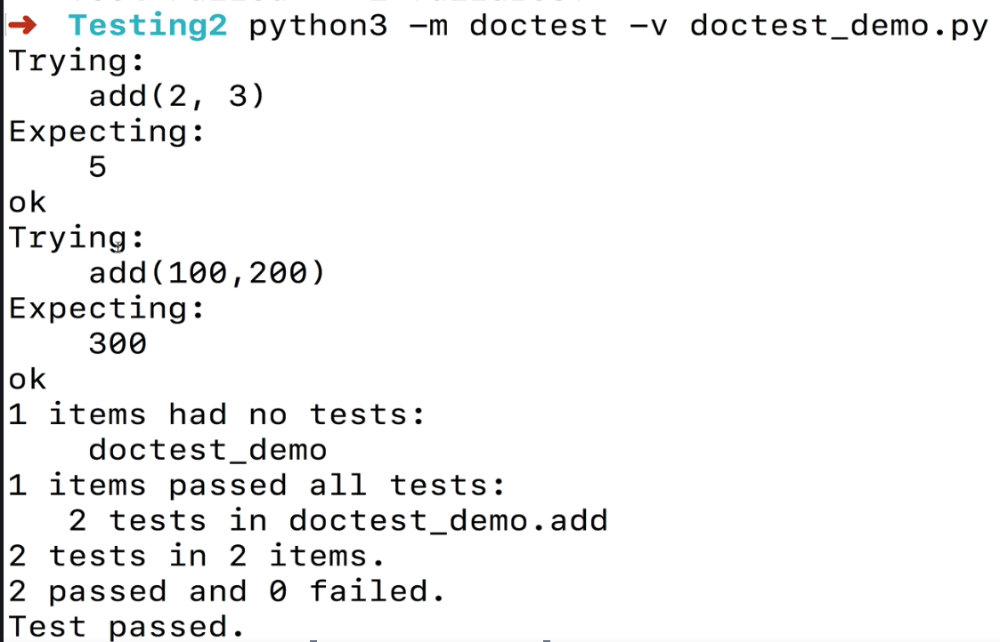 ➜ Testing2 python3 -m doctest -v doctest_demo.py
Trying:
    add(2, 3)
Expecting:
    5
ok
Trying:
    add(100,200)
Expecting:
    300
ok
1 items had no tests:
    doctest_demo
1 items passed all tests:
   2 tests in doctest_demo.add
2 tests in 2 items.
2 passed and 0 failed.
Test passed.